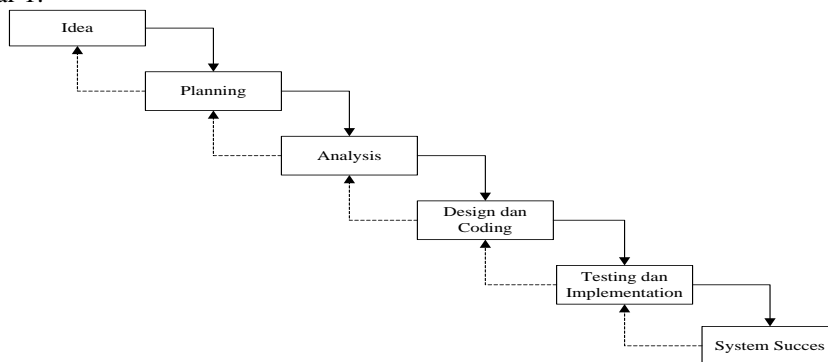 Idea
Planning
Analysis
Design dan
Coding
Testing dan
Implementation
System Succes